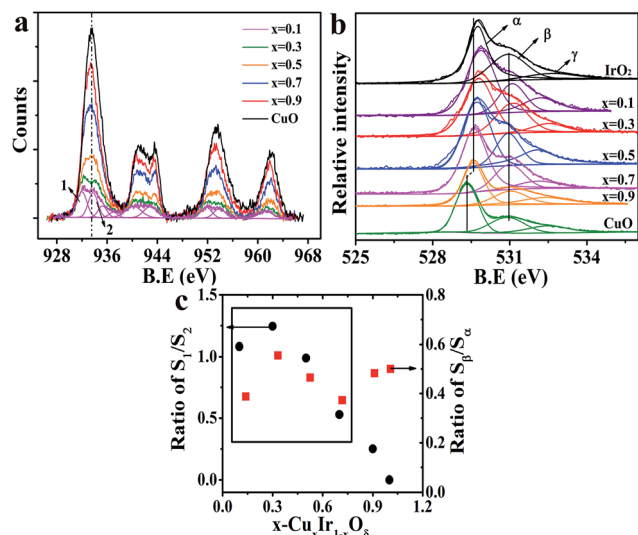 a
x=0.1
x=0.3
x=0.5
x=0.7
x=0.9
CuO
1
2
Counts
928 936 944 952 960 968
B.E (eV)
b
α
β
γ
IrO₂
x=0.1
x=0.3
x=0.5
x=0.7
x=0.9
CuO
Relative intensity
525 528 531 534
B.E (eV)
c
1.5
1.0
0.5
0.0
Ratio of S₁/S₂
0.8
0.6
0.4
0.2
0.0
Ratio of Sβ/Sα
0.0 0.3 0.6 0.9 1.2
x-CuₓIr₁₋ₓOδ